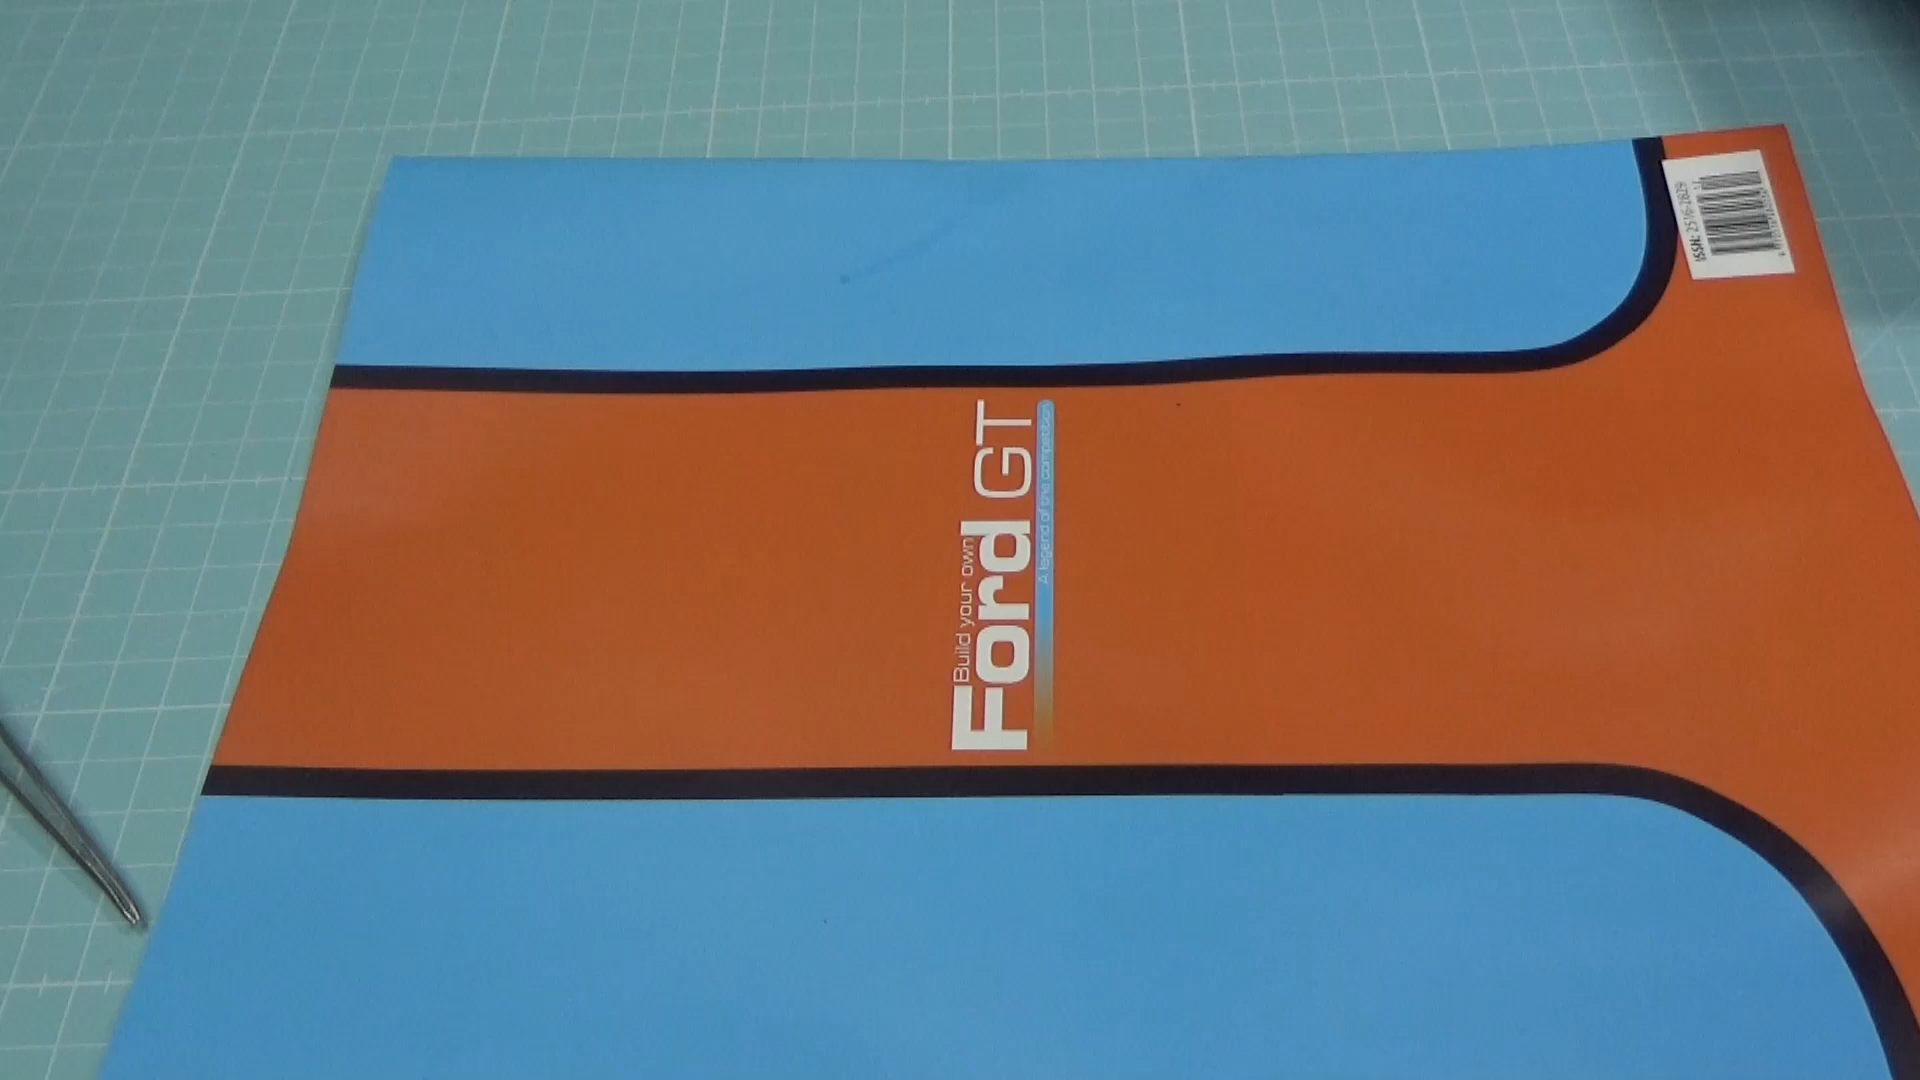 Build your own
Ford GT
A legend of the competition
ISSN: 2516-2829